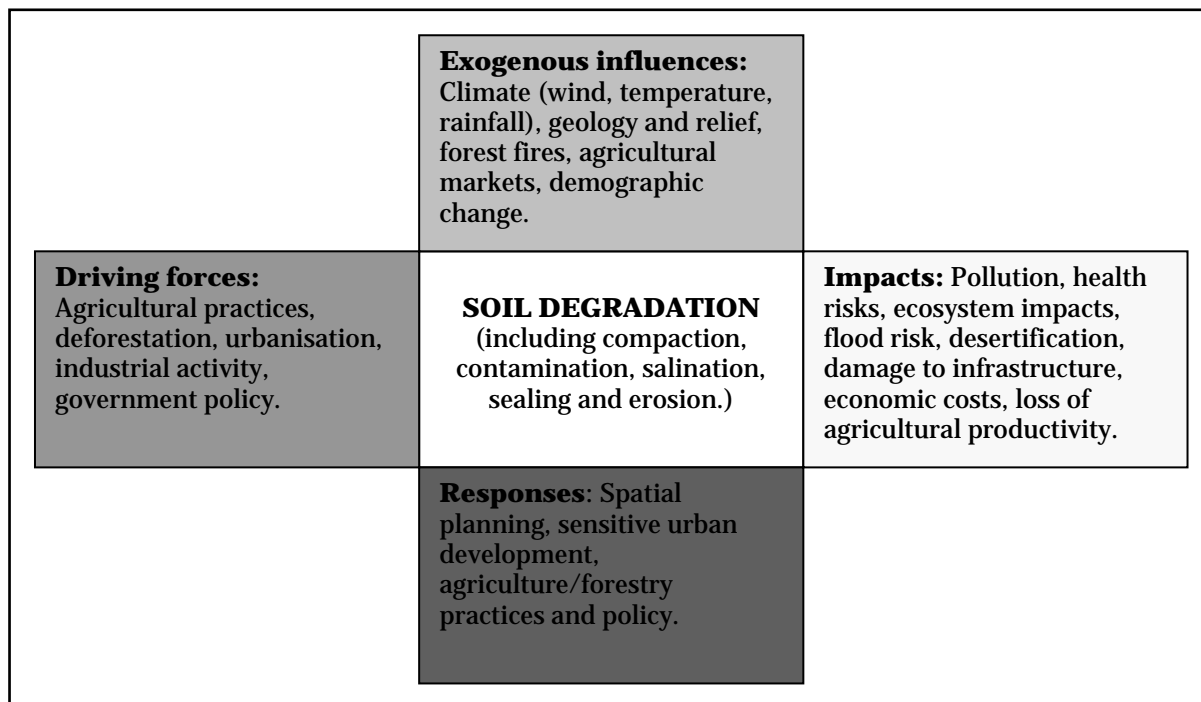 Exogenous influences:
Climate (wind, temperature,
rainfall), geology and relief,
forest fires, agricultural
markets, demographic
change.
Driving forces:
Agricultural practices,
deforestation, urbanisation,
industrial activity,
government policy.
SOIL DEGRADATION
(including compaction,
contamination, salination,
sealing and erosion.)
Impacts: Pollution, health
risks, ecosystem impacts,
flood risk, desertification,
damage to infrastructure,
economic costs, loss of
agricultural productivity.
Responses: Spatial
planning, sensitive urban
development,
agriculture/forestry
practices and policy.